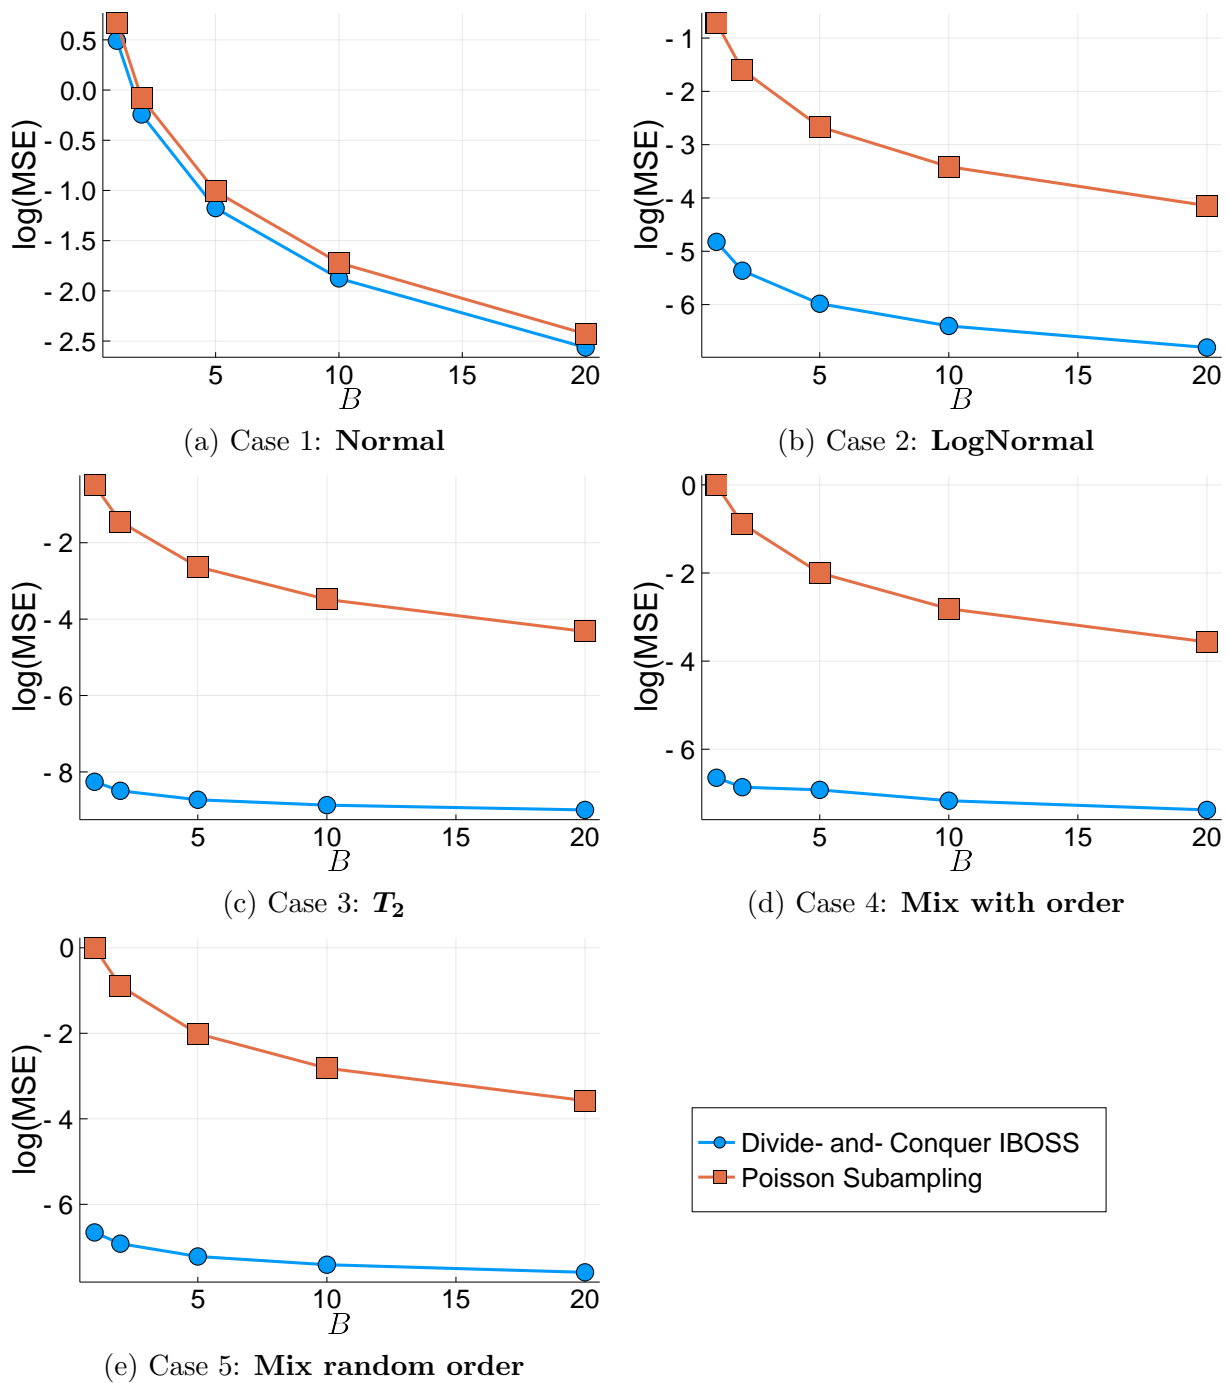 0.5
0.0
- 0.5
- 1.0
- 1.5
- 2.0
- 2.5
log(MSE)
5 10 15 20
B
(a) Case 1: Normal
- 1
- 2
- 3
- 4
- 5
- 6
log(MSE)
5 10 15 20
B
(b) Case 2: LogNormal
- 2
- 4
- 6
- 8
log(MSE)
5 10 15 20
B
(c) Case 3: T₂
0
- 2
- 4
- 6
log(MSE)
5 10 15 20
B
(d) Case 4: Mix with order
0
- 2
- 4
- 6
log(MSE)
5 10 15 20
B
(e) Case 5: Mix random order
Divide- and- Conquer IBOSS
Poisson Subampling